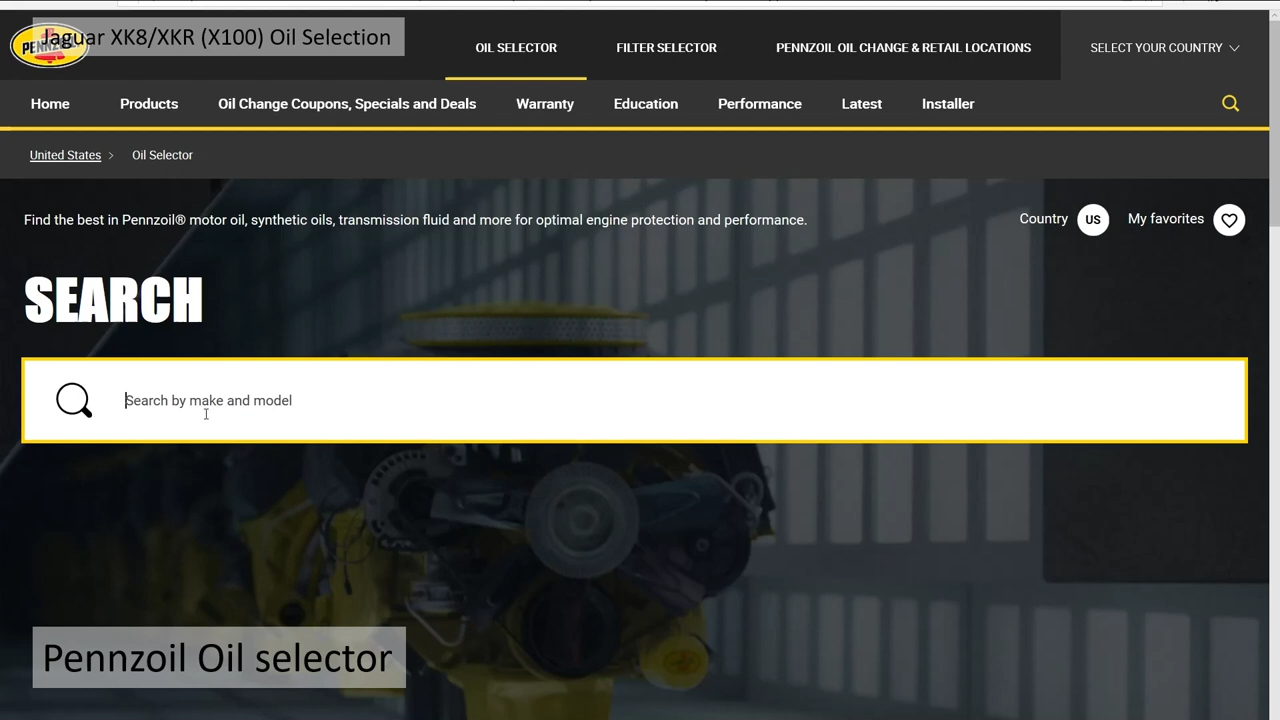 Jaguar XK8/XKR (X100) Oil Selection
PENNZOIL
OIL SELECTOR
FILTER SELECTOR
PENNZOIL OIL CHANGE & RETAIL LOCATIONS
SELECT YOUR COUNTRY
Home
Products
Oil Change Coupons, Specials and Deals
Warranty
Education
Performance
Latest
Installer
United States
Oil Selector
Find the best in Pennzoil® motor oil, synthetic oils, transmission fluid and more for optimal engine protection and performance.
Country US
My favorites
SEARCH
Search by make and model
Pennzoil Oil selector